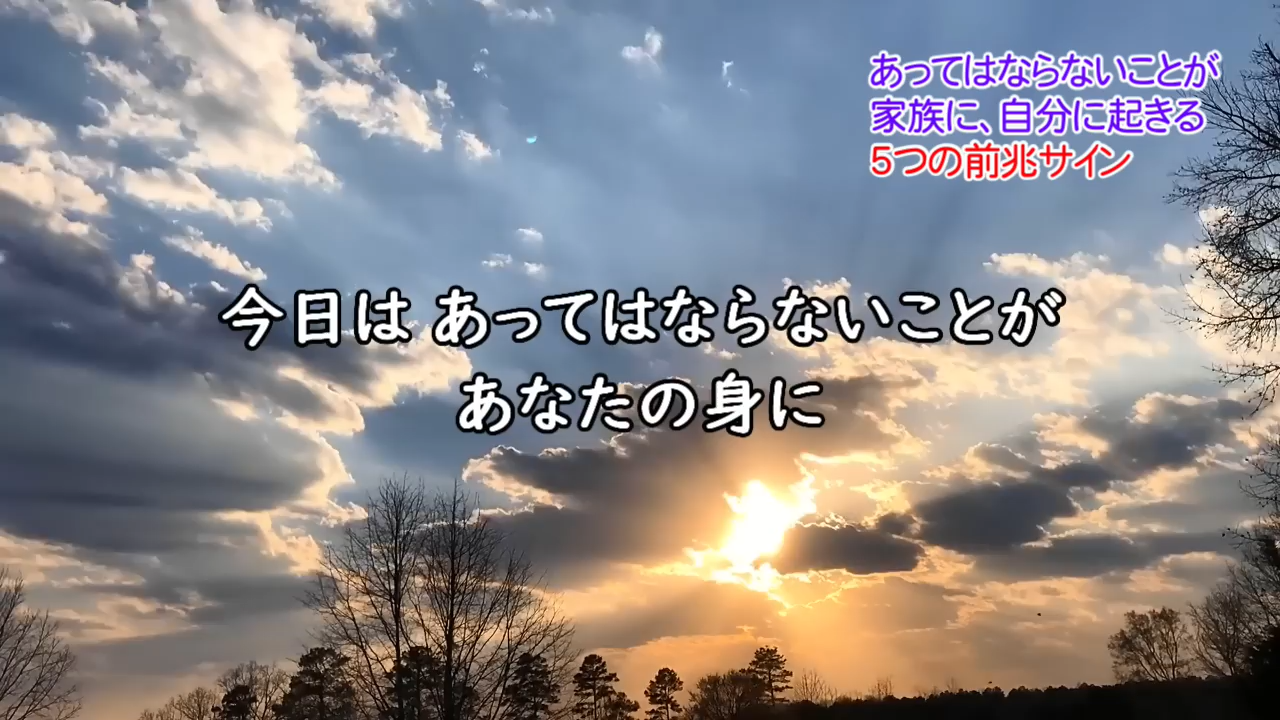 あってはならないことが
家族に、自分に起きる
5つの前兆サイン
今日は あってはならないことが
あなたの身に